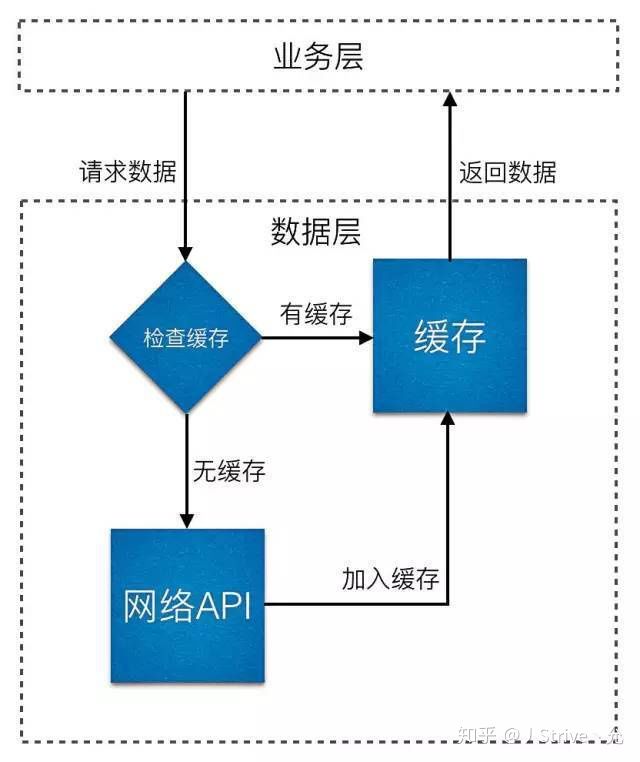 业务层
请求数据
返回数据
数据层
检查缓存
有缓存
缓存
无缓存
网络API
加入缓存
知乎 @J Strive · 允